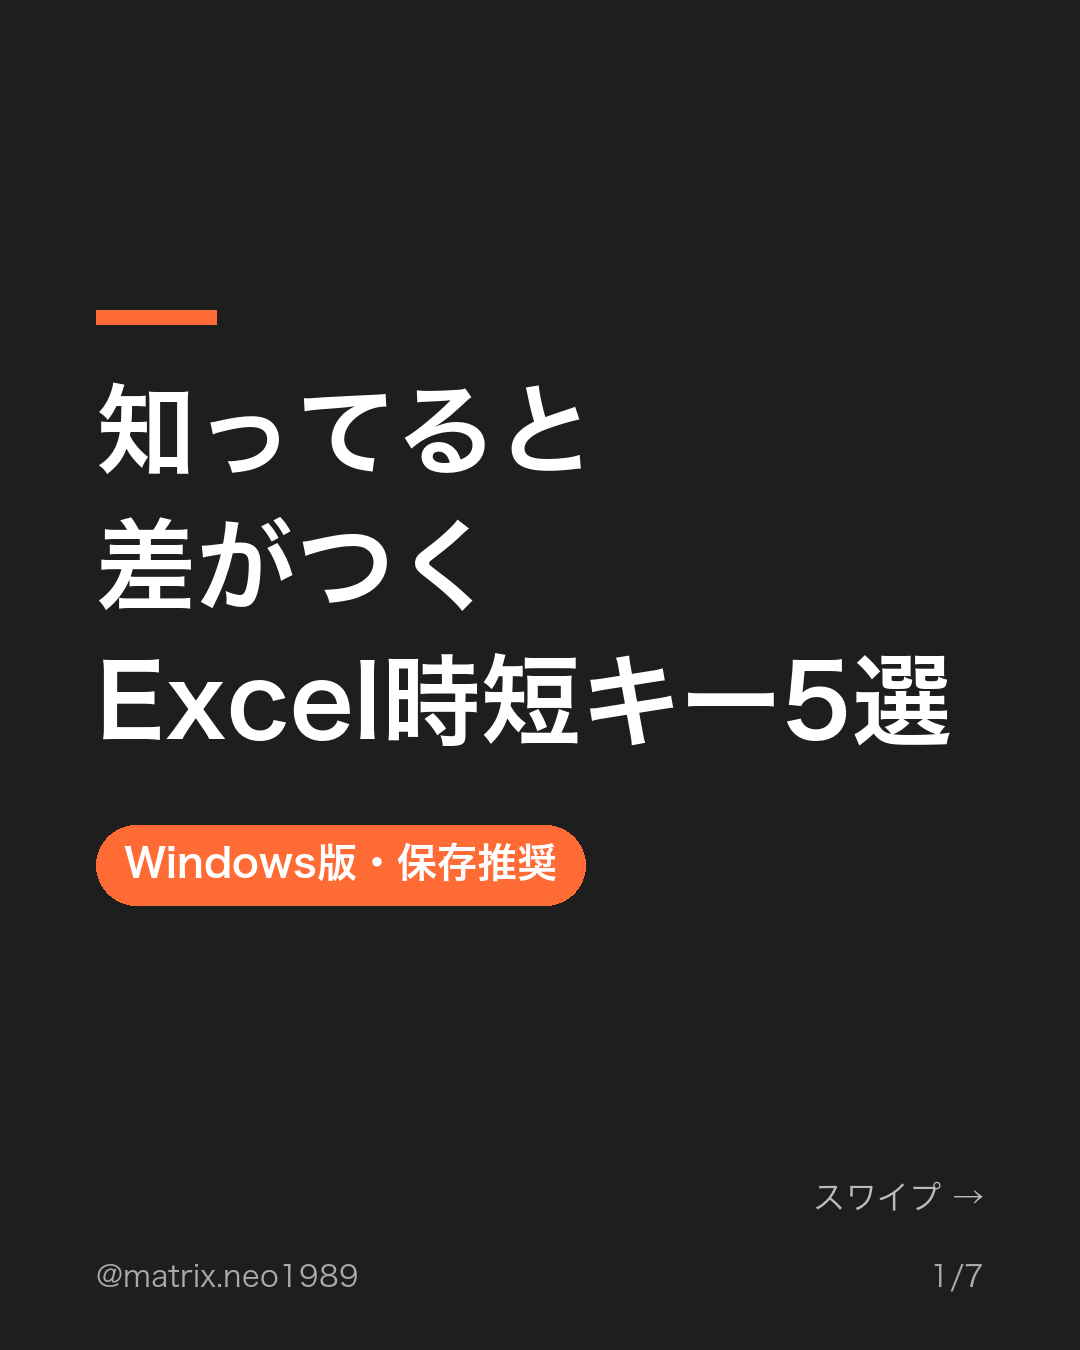 知ってると
差がつく
Excel時短キー5選
Windows版・保存推奨
スワイプ →
@matrix.neo1989
1/7